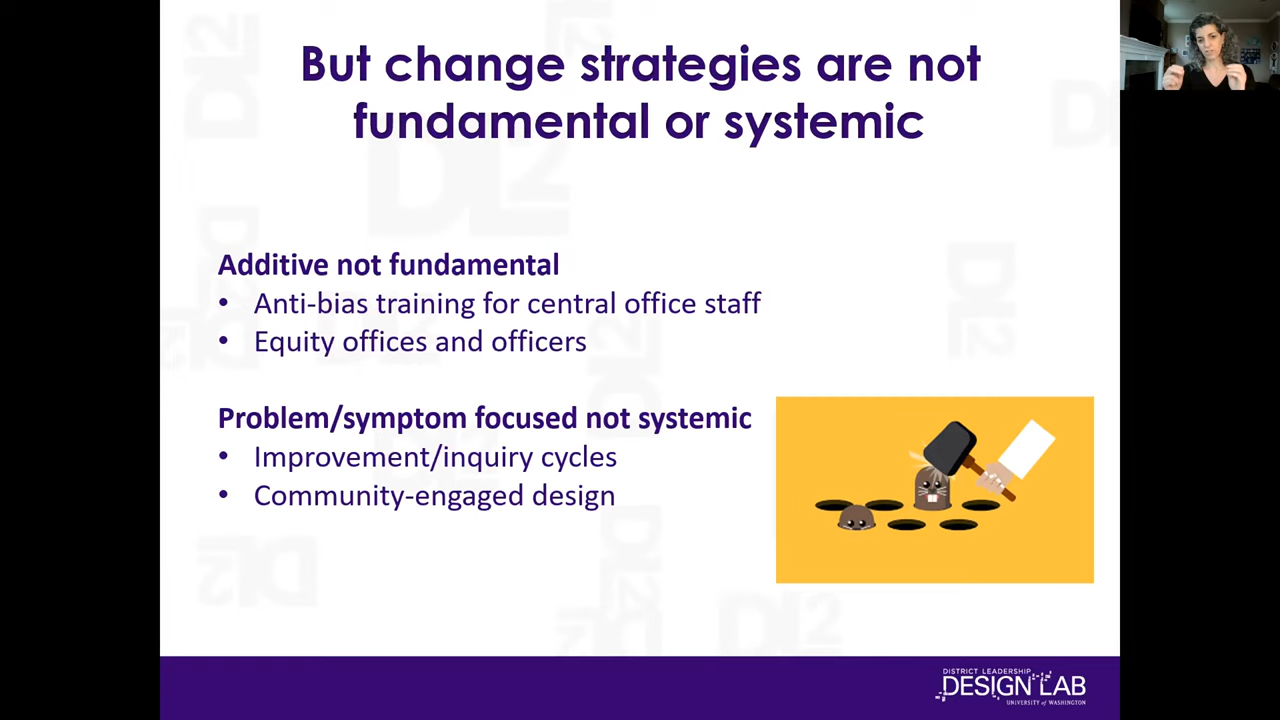 But change strategies are not
fundamental or systemic
Additive not fundamental
• Anti-bias training for central office staff
• Equity offices and officers
Problem/symptom focused not systemic
• Improvement/inquiry cycles
• Community-engaged design
DISTRICT LEADERSHIP
DESIGN LAB
UNIVERSITY of WASHINGTON